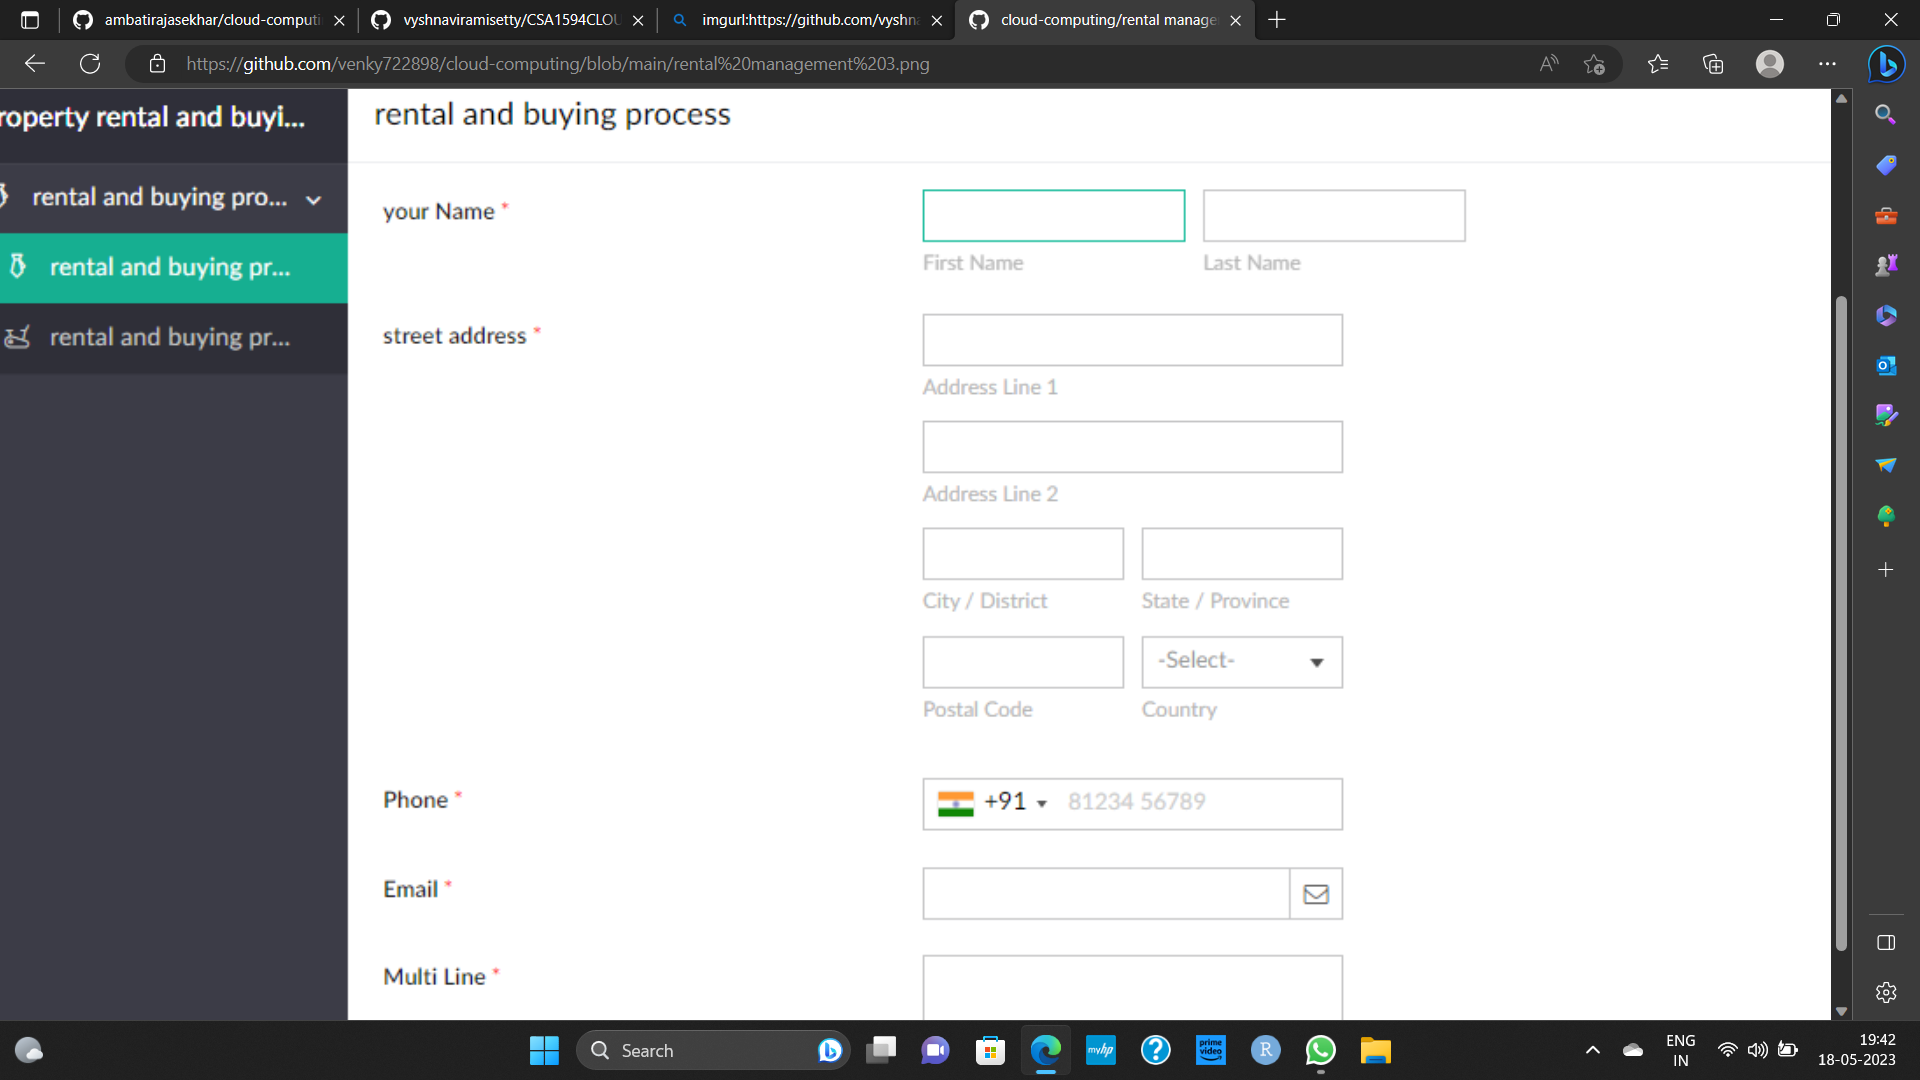 ambatirajasekhar/cloud-computi
vyshnaviramisetty/CSA1594CLOU
imgurl:https://github.com/vyshna
cloud-computing/rental manage
https://github.com/venky722898/cloud-computing/blob/main/rental%20management%203.png
roperty rental and buyi...
rental and buying pro...
rental and buying pr...
rental and buying pr...
rental and buying process
your Name *
First Name
Last Name
street address *
Address Line 1
Address Line 2
City / District
State / Province
-Select-
Postal Code
Country
Phone *
+91
81234 56789
Email *
Multi Line *
Search
myhp
prime video
R
ENG
IN
19:42
18-05-2023